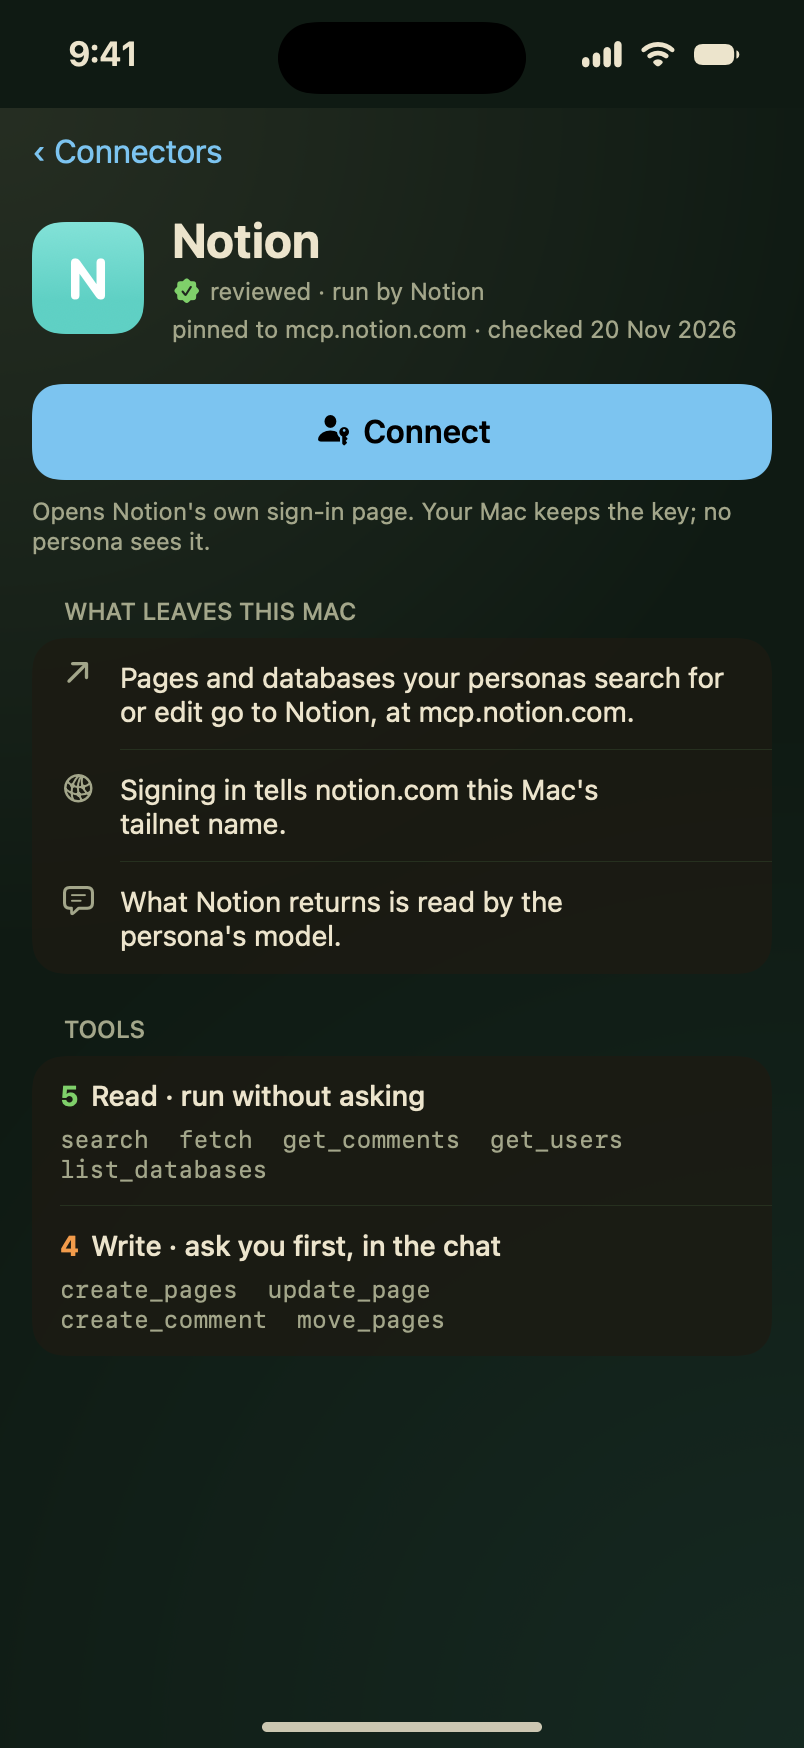 9:41
‹ Connectors
N
Notion
reviewed · run by Notion
pinned to mcp.notion.com · checked 20 Nov 2026
Connect
Opens Notion's own sign-in page. Your Mac keeps the key; no
persona sees it.
WHAT LEAVES THIS MAC
Pages and databases your personas search for
or edit go to Notion, at mcp.notion.com.
Signing in tells notion.com this Mac's
tailnet name.
What Notion returns is read by the
persona's model.
TOOLS
5 Read · run without asking
search fetch get_comments get_users
list_databases
4 Write · ask you first, in the chat
create_pages update_page
create_comment move_pages